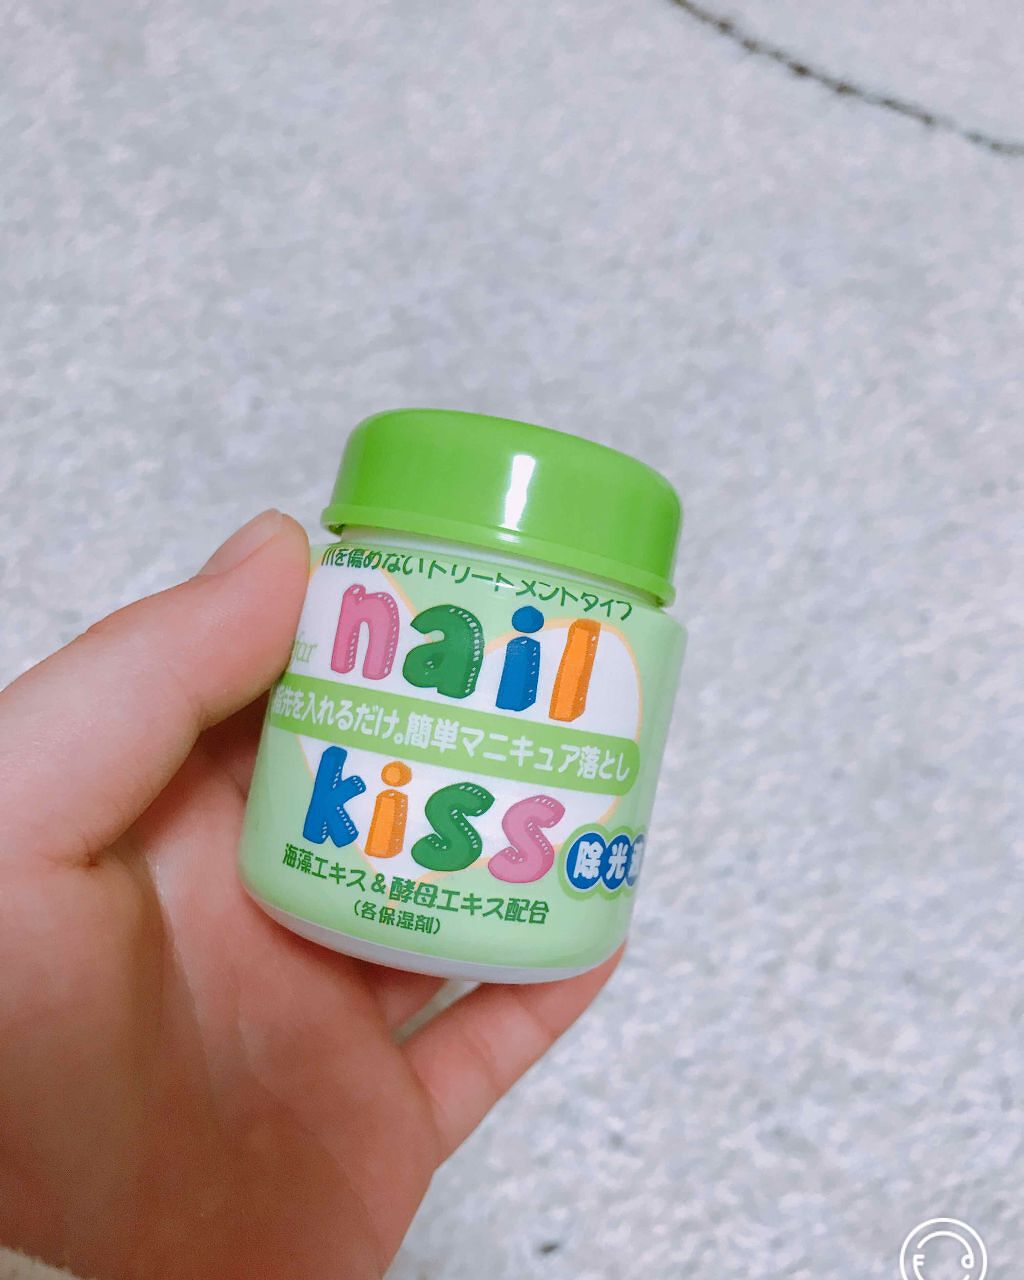 爪を傷めないトリートメントタイプ
nail
指先を入れるだけ。簡単マニキュア落とし
kiss
除光液
海藻エキス&酵母エキス配合
(各保湿剤)